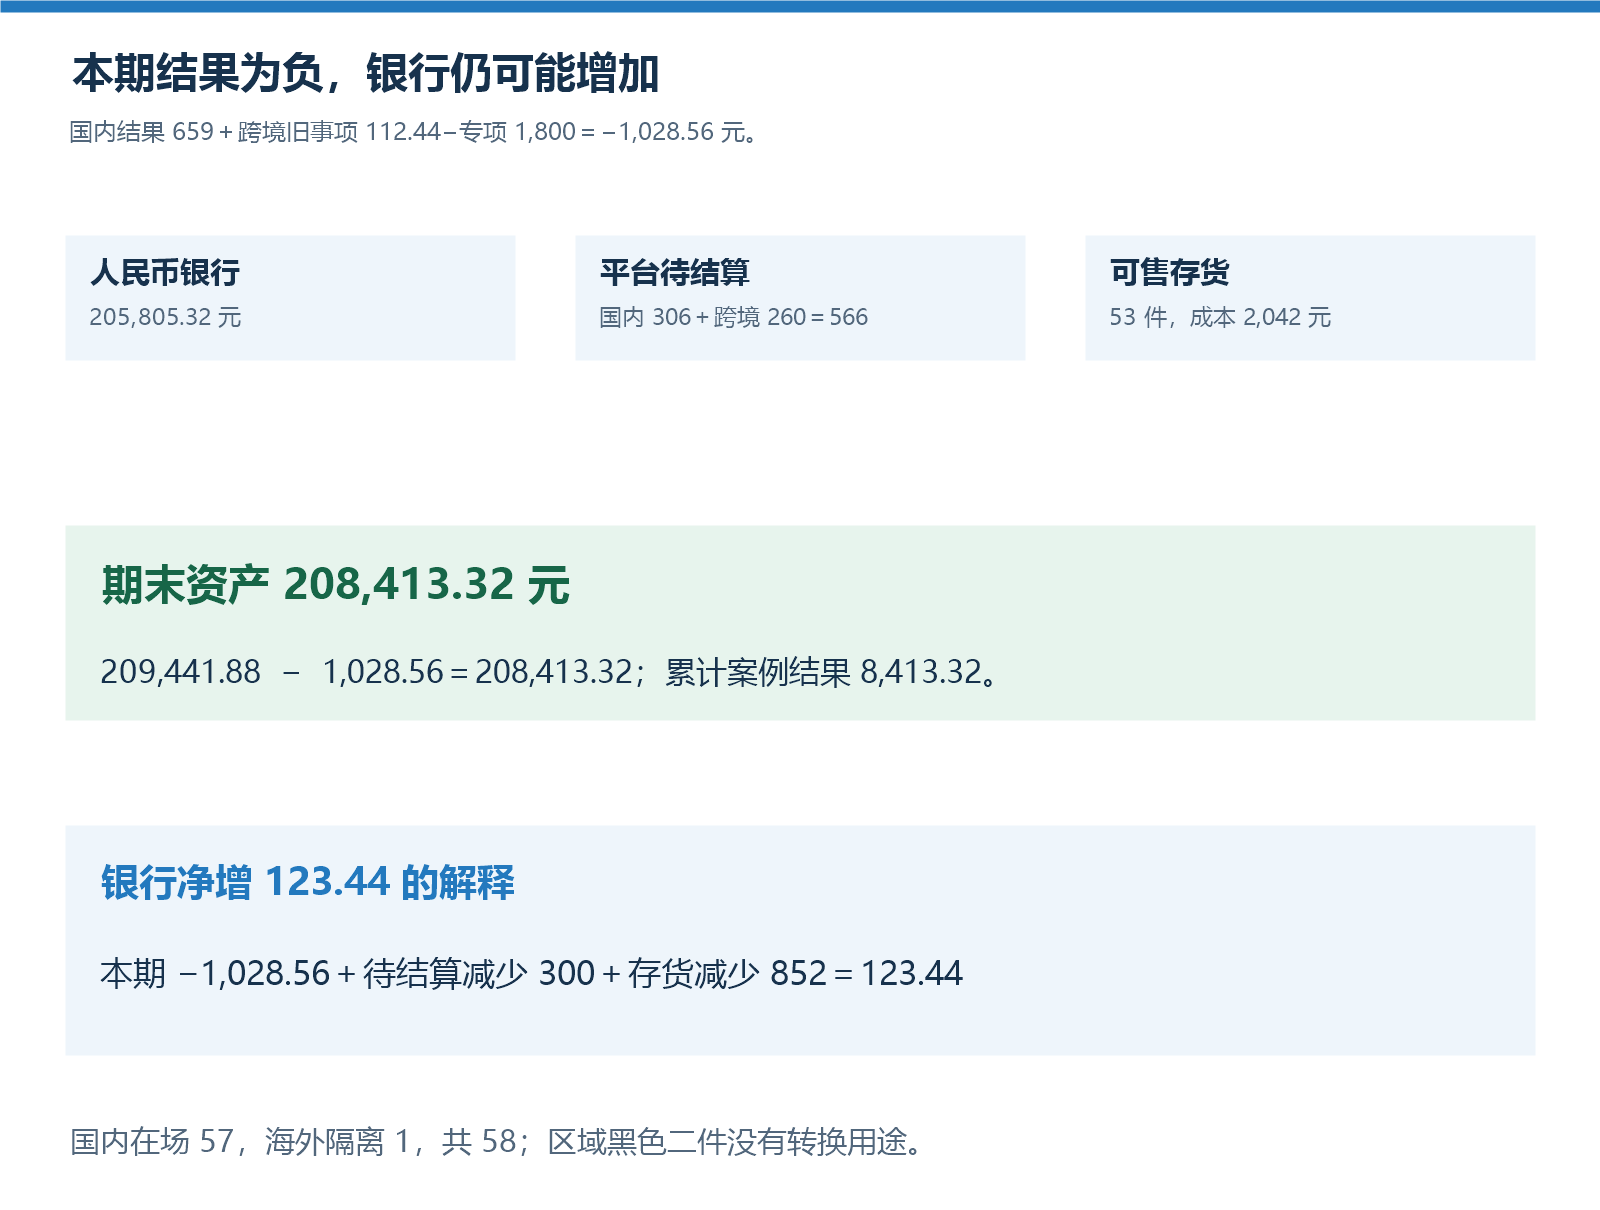 本期结果为负，银行仍可能增加
国内结果 659＋跨境旧事项 112.44−专项 1,800＝−1,028.56 元。
人民币银行
205,805.32 元
平台待结算
国内 306＋跨境 260＝566
可售存货
53 件，成本 2,042 元
期末资产 208,413.32 元
209,441.88 − 1,028.56＝208,413.32；累计案例结果 8,413.32。
银行净增 123.44 的解释
本期 −1,028.56＋待结算减少 300＋存货减少 852＝123.44
国内在场 57，海外隔离 1，共 58；区域黑色二件没有转换用途。